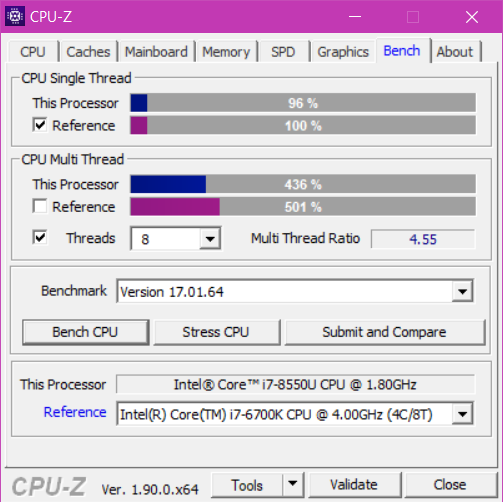 CPU-Z
CPU Caches Mainboard Memory SPD Graphics Bench About
CPU Single Thread
This Processor 96 %
Reference 100 %
CPU Multi Thread
This Processor 436 %
Reference 501 %
Threads 8 Multi Thread Ratio 4.55
Benchmark Version 17.01.64
Bench CPU Stress CPU Submit and Compare
This Processor Intel® Core™ i7-8550U CPU @ 1.80GHz
Reference Intel(R) Core(TM) i7-6700K CPU @ 4.00GHz (4C/8T)
CPU-Z Ver. 1.90.0.x64 Tools Validate Close